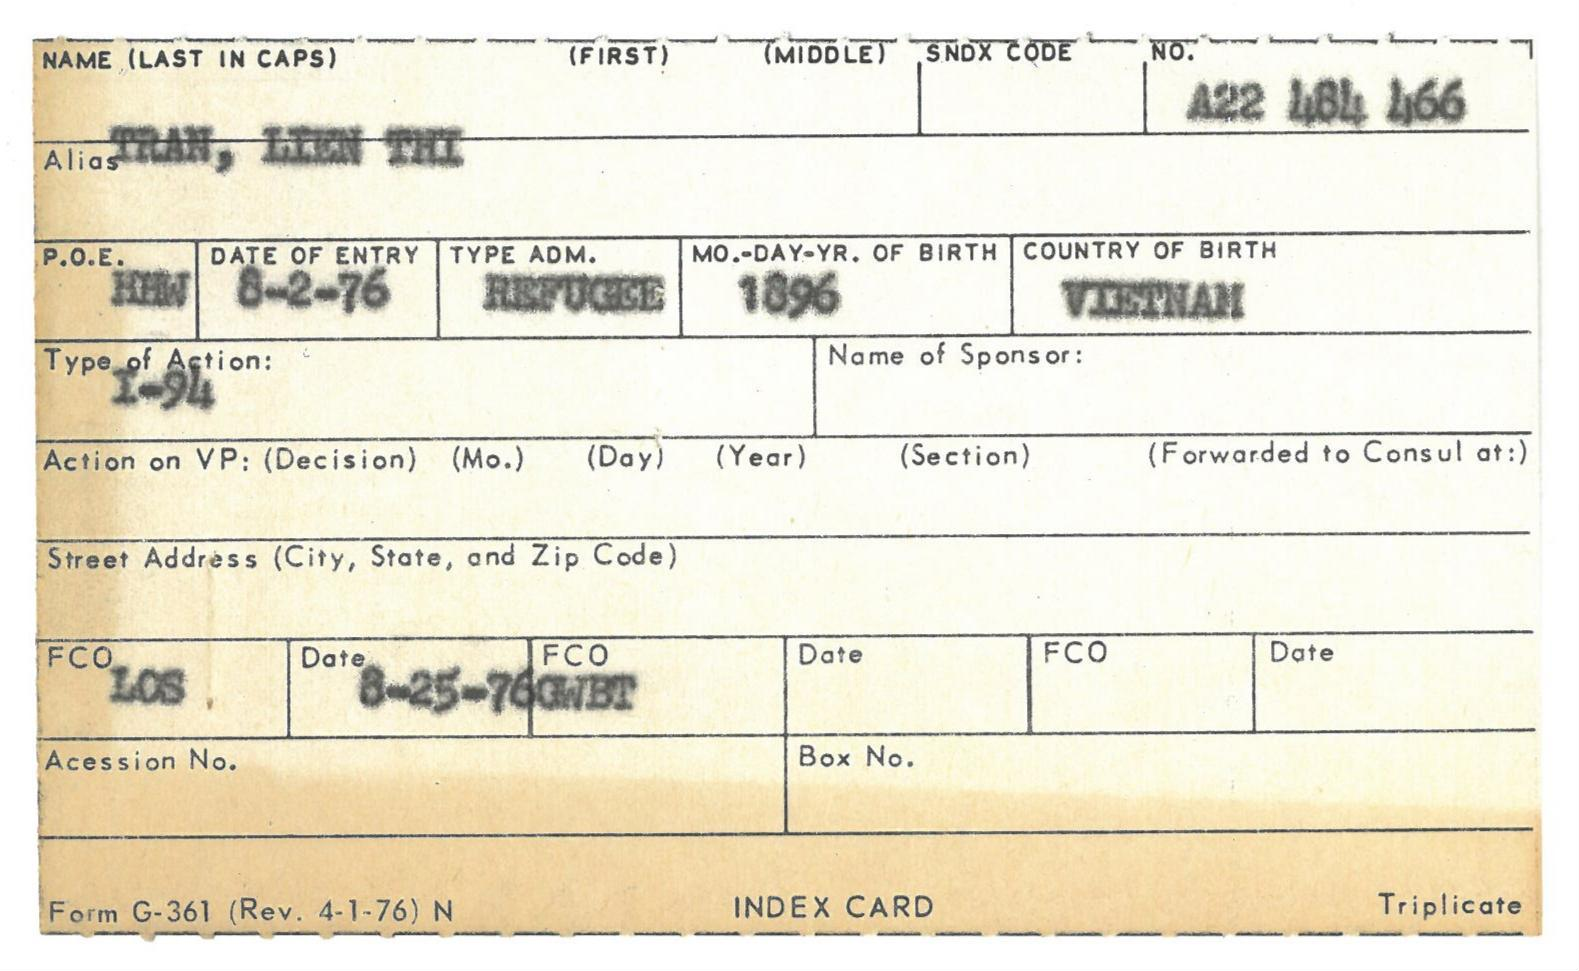 NAME (LAST IN CAPS) (FIRST) (MIDDLE) SNDX CODE NO.
A22 484 466
TRAN, LIEN THI
Alias
P.O.E. DATE OF ENTRY TYPE ADM. MO.-DAY-YR. OF BIRTH COUNTRY OF BIRTH
HHW 8-2-76 REFUGEE 1896 VIETNAM
Type of Action: Name of Sponsor:
I-94
Action on VP: (Decision) (Mo.) (Day) (Year) (Section) (Forwarded to Consul at:)
Street Address (City, State, and Zip Code)
FCO Date FCO Date FCO Date
LOS 8-25-76 GWBT
Acession No. Box No.
Form G-361 (Rev. 4-1-76) N INDEX CARD Triplicate